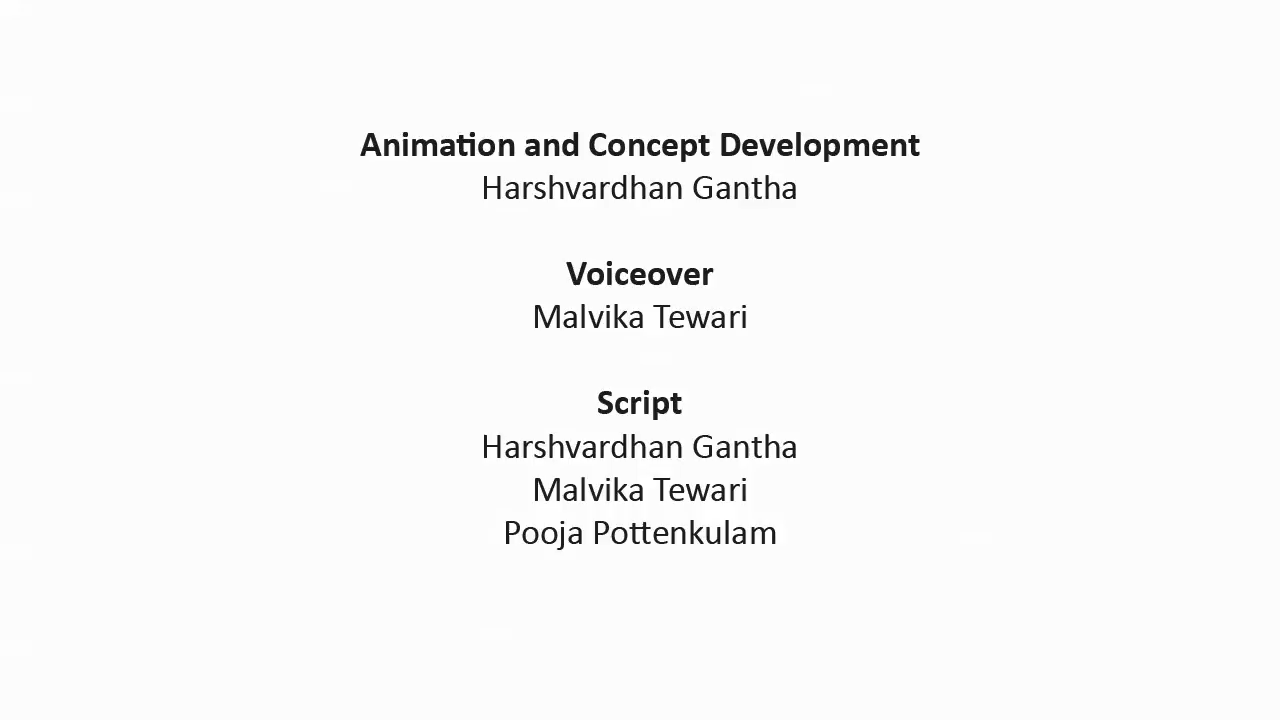 Animation and Concept Development
Harshvardhan Gantha
Voiceover
Malvika Tewari
Script
Harshvardhan Gantha
Malvika Tewari
Pooja Pottenkulam